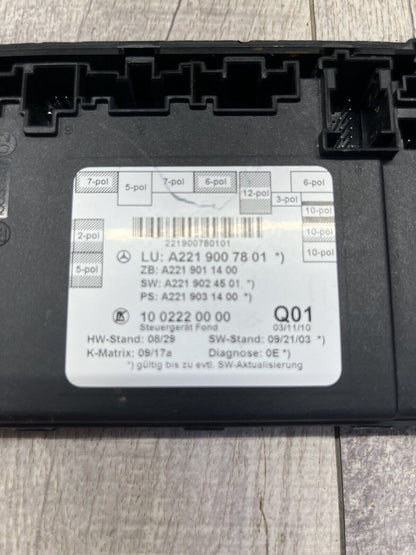 7-pol 5-pol 7-pol 6-pol 12-pol 3-pol 6-pol
10-pol
10-pol
10-pol
2-pol
5-pol
221900780101
LU: A221 900 78 01 *)
ZB: A221 901 14 00
SW: A221 902 45 01 *)
PS: A221 903 14 00 *)
10 0222 00 00 Q01
Steuergerät Fond 03/11/10
HW-Stand: 08/29 SW-Stand: 09/21/03 *)
K-Matrix: 09/17a Diagnose: 0E *)
*) gültig bis zu evtl. SW-Aktualisierung